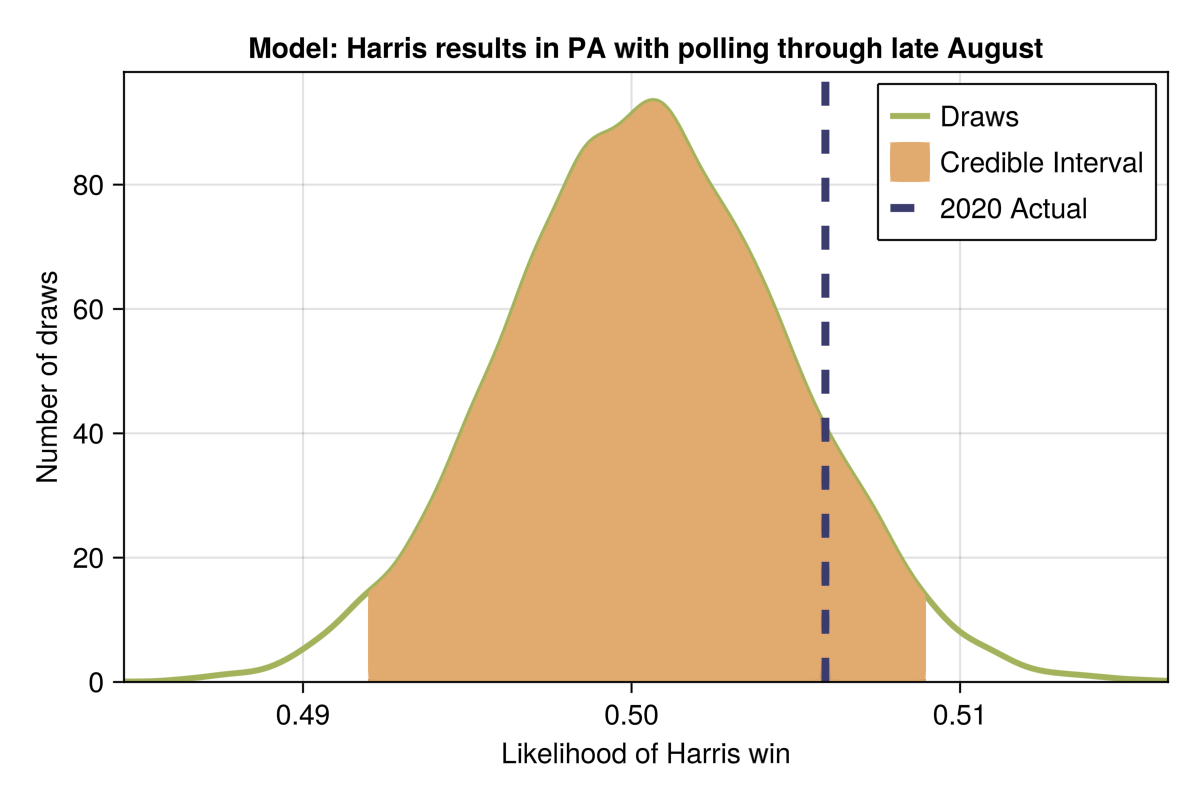 Model: Harris results in PA with polling through late August
Draws
Credible Interval
2020 Actual
Number of draws
80
60
40
20
0
0.49
0.50
0.51
Likelihood of Harris win